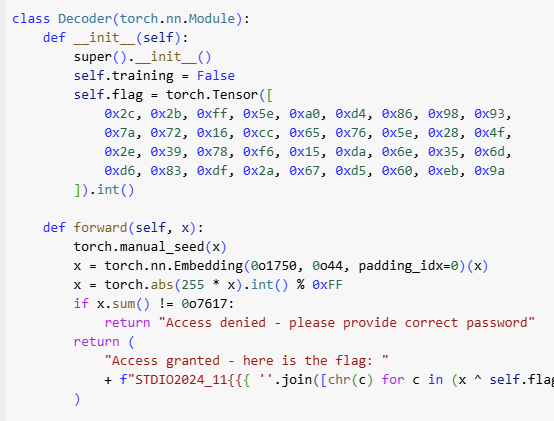 class Decoder(torch.nn.Module):
    def __init__(self):
        super().__init__()
        self.training = False
        self.flag = torch.Tensor([
            0x2c, 0x2b, 0xff, 0x5e, 0xa0, 0xd4, 0x86, 0x98, 0x93,
            0x7a, 0x72, 0x16, 0xcc, 0x65, 0x76, 0x5e, 0x28, 0x4f,
            0x2e, 0x39, 0x78, 0xf6, 0x15, 0xda, 0x6e, 0x35, 0x6d,
            0xd6, 0x83, 0xdf, 0x2a, 0x67, 0xd5, 0x60, 0xeb, 0x9a
        ]).int()

    def forward(self, x):
        torch.manual_seed(x)
        x = torch.nn.Embedding(0o1750, 0o44, padding_idx=0)(x)
        x = torch.abs(255 * x).int() % 0xFF
        if x.sum() != 0o7617:
            return "Access denied - please provide correct password"
        return (
            "Access granted - here is the flag: "
            + f"STDIO2024_11{{{ ''.join([chr(c) for c in (x ^ self.flag
        )